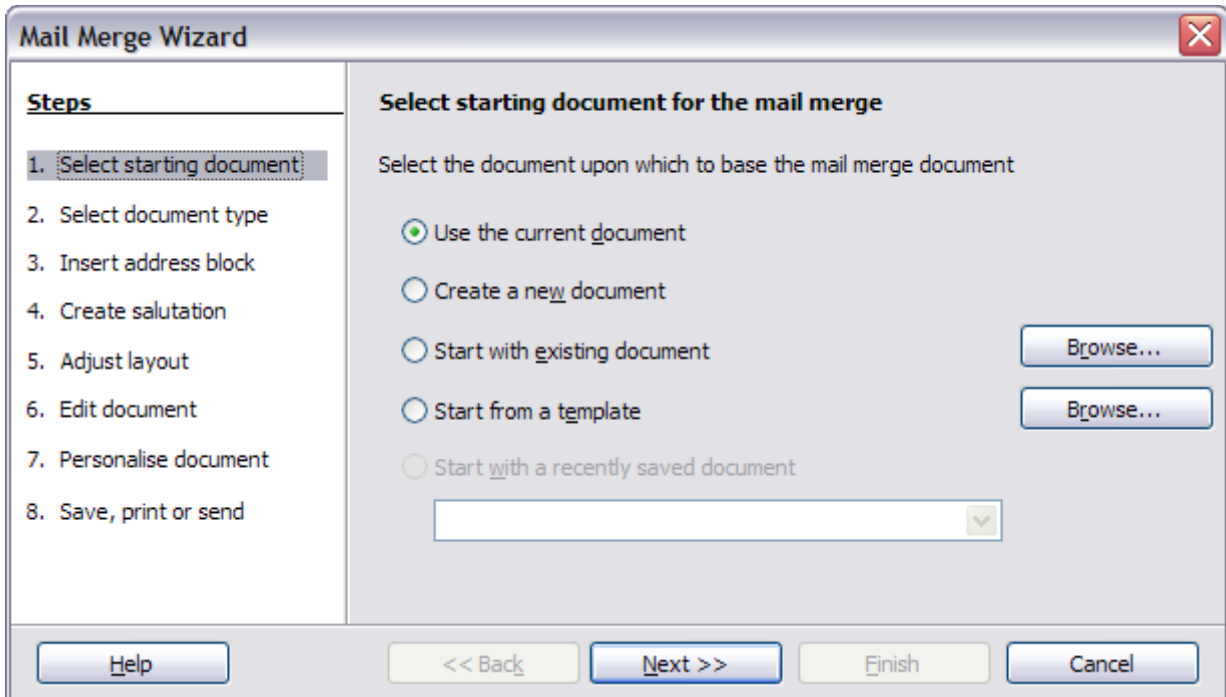 Mail Merge Wizard
Steps
1. Select starting document
2. Select document type
3. Insert address block
4. Create salutation
5. Adjust layout
6. Edit document
7. Personalise document
8. Save, print or send
Select starting document for the mail merge
Select the document upon which to base the mail merge document
Use the current document
Create a new document
Start with existing document
Browse...
Start from a template
Browse...
Start with a recently saved document
Help
<< Back
Next >>
Finish
Cancel